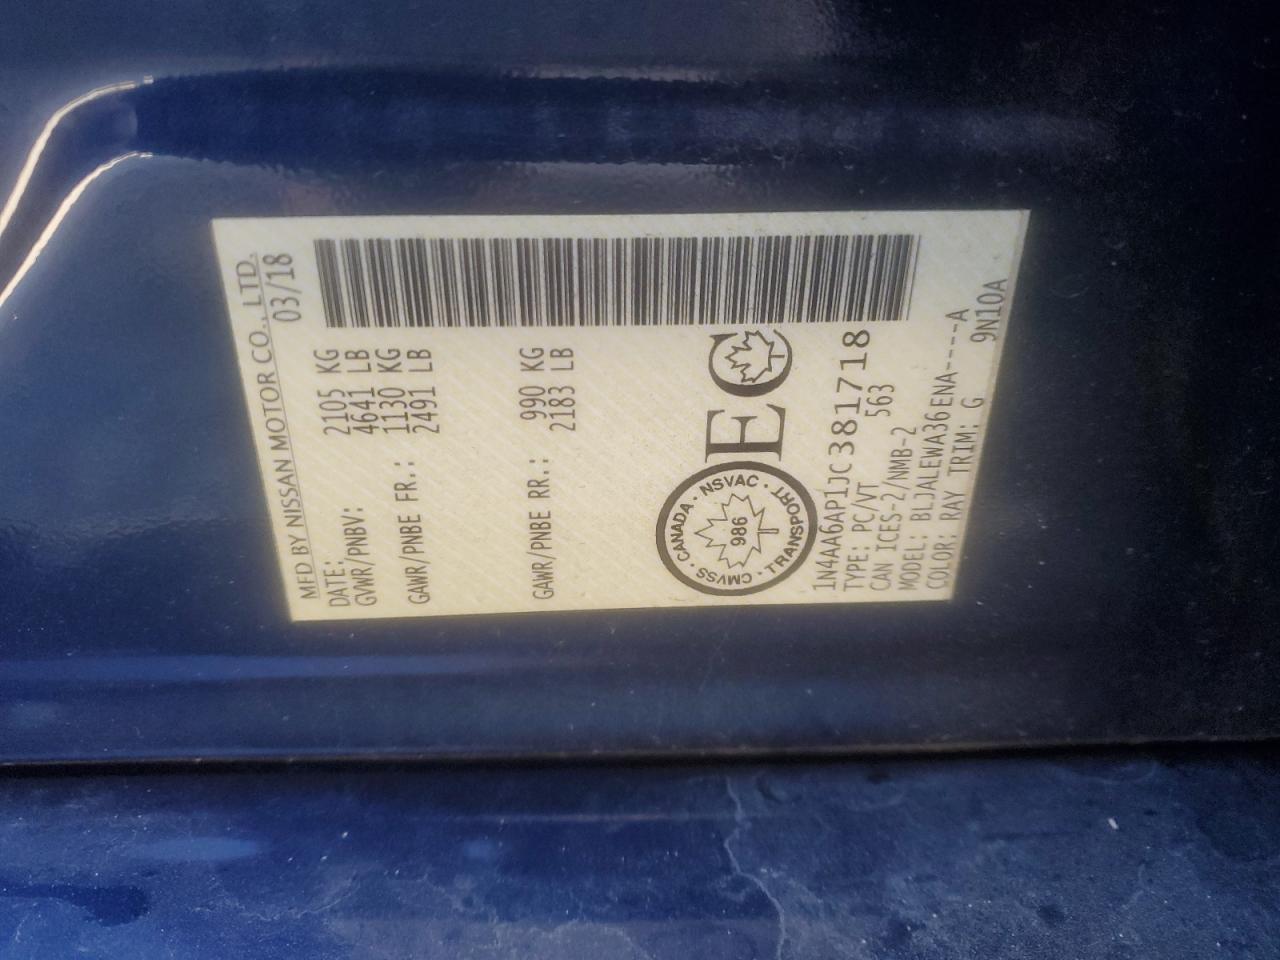 MFD BY NISSAN MOTOR CO., LTD.
DATE: 03/18
GVWR/PNBV: 2105 KG
4641 LB
GAWR/PNBE FR.: 1130 KG
2491 LB
GAWR/PNBE RR.: 990 KG
2183 LB
CANADA · NSVAC · TRANSPORT · CMVSS ·
986
EC
1N4AA6AP1JC381718
TYPE: PC/VT 563
CAN ICES-2/NMB-2
MODEL: BLJALEWA36ENA----A
COLOR: RAY TRIM: G 9N10A